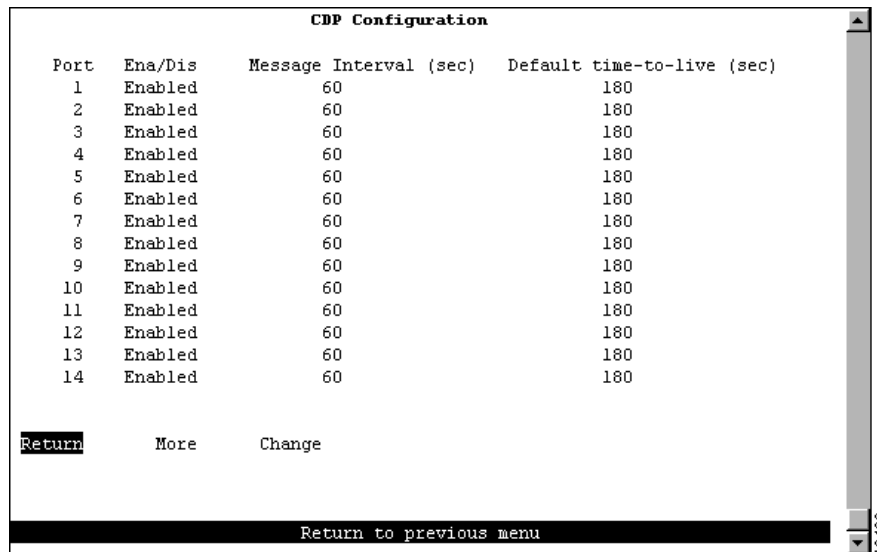 CDP Configuration
Port Ena/Dis Message Interval (sec) Default time-to-live (sec)
1 Enabled 60 180
2 Enabled 60 180
3 Enabled 60 180
4 Enabled 60 180
5 Enabled 60 180
6 Enabled 60 180
7 Enabled 60 180
8 Enabled 60 180
9 Enabled 60 180
10 Enabled 60 180
11 Enabled 60 180
12 Enabled 60 180
13 Enabled 60 180
14 Enabled 60 180
Return More Change
Return to previous menu